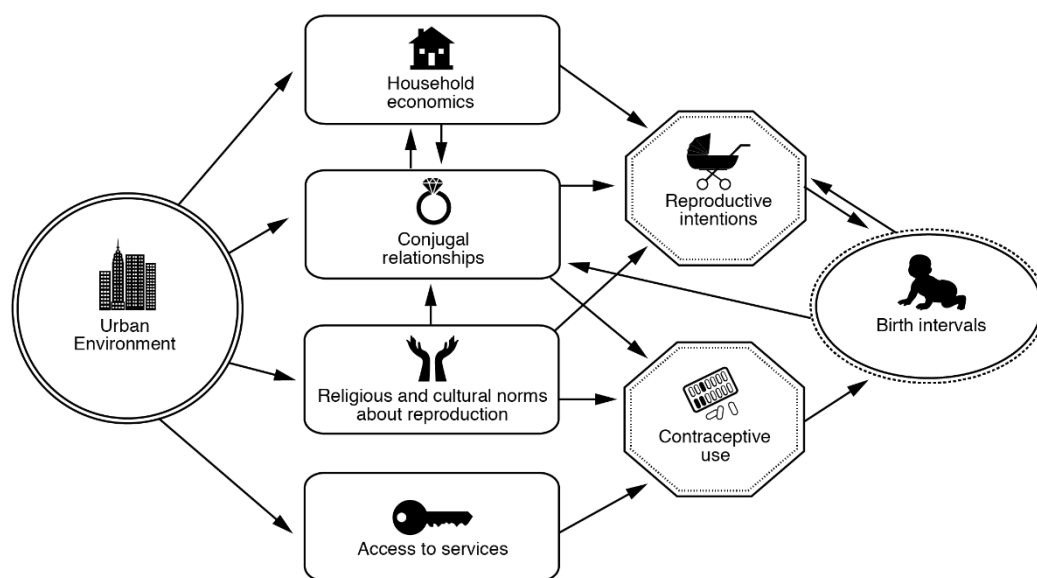 Household
economics
Reproductive
intentions
Conjugal
relationships
Urban
Environment
Birth intervals
Religious and cultural norms
about reproduction
Contraceptive
use
Access to services